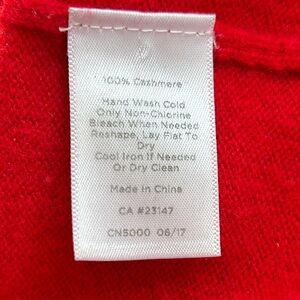 100% Cashmere
Hand Wash Cold
Only Non-Chlorine
Bleach When Needed
Reshape, Lay Flat To
Dry
Cool Iron If Needed
Or Dry Clean
Made in China
CA #23147
CN5000 06/17